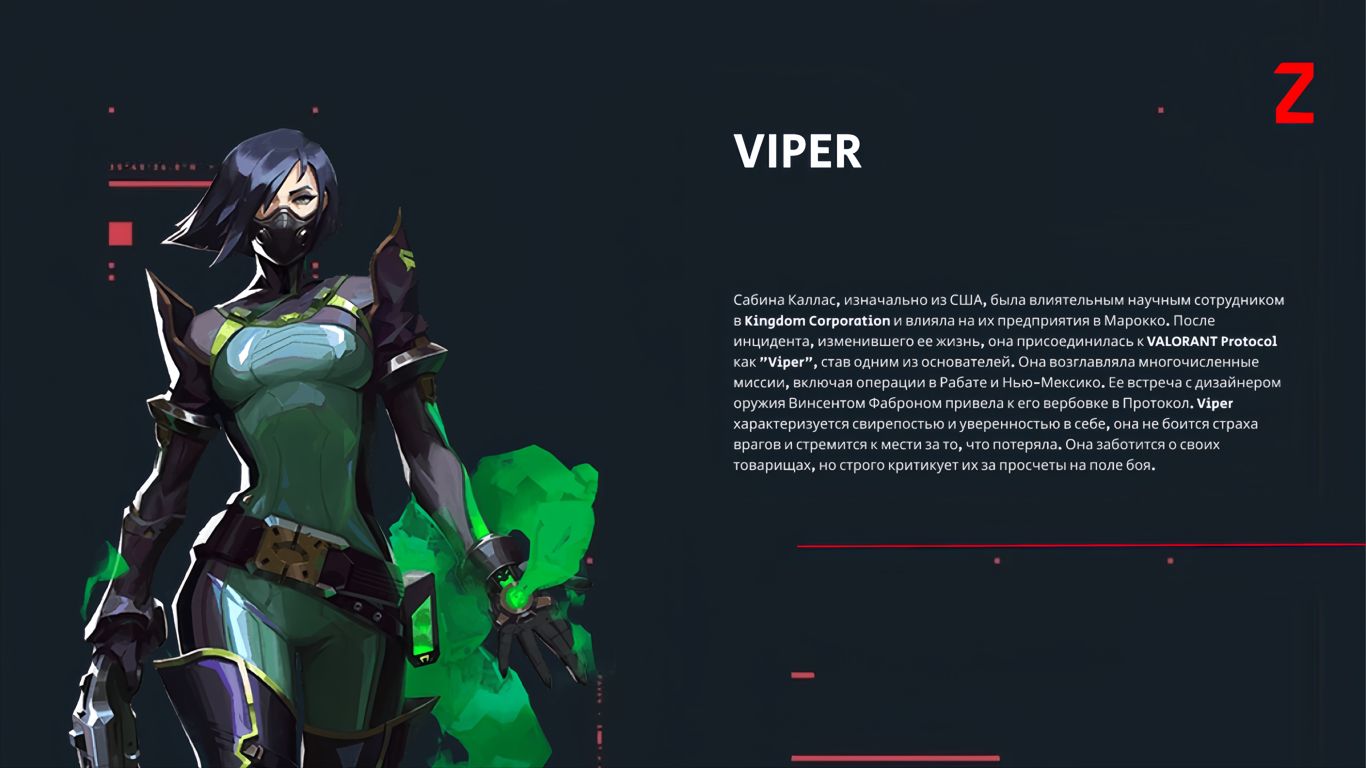 Z
VIPER
Сабина Каллас, изначально из США, была влиятельным научным сотрудником
в Kingdom Corporation и влияла на их предприятия в Марокко. После
инцидента, изменившего ее жизнь, она присоединилась к VALORANT Protocol
как ”Viper”, став одним из основателей. Она возглавляла многочисленные
миссии, включая операции в Рабате и Нью-Мексико. Ее встреча с дизайнером
оружия Винсентом Фаброном привела к его вербовке в Протокол. Viper
характеризуется свирепостью и уверенностью в себе, она не боится страха
врагов и стремится к мести за то, что потеряла. Она заботится о своих
товарищах, но строго критикует их за просчеты на поле боя.